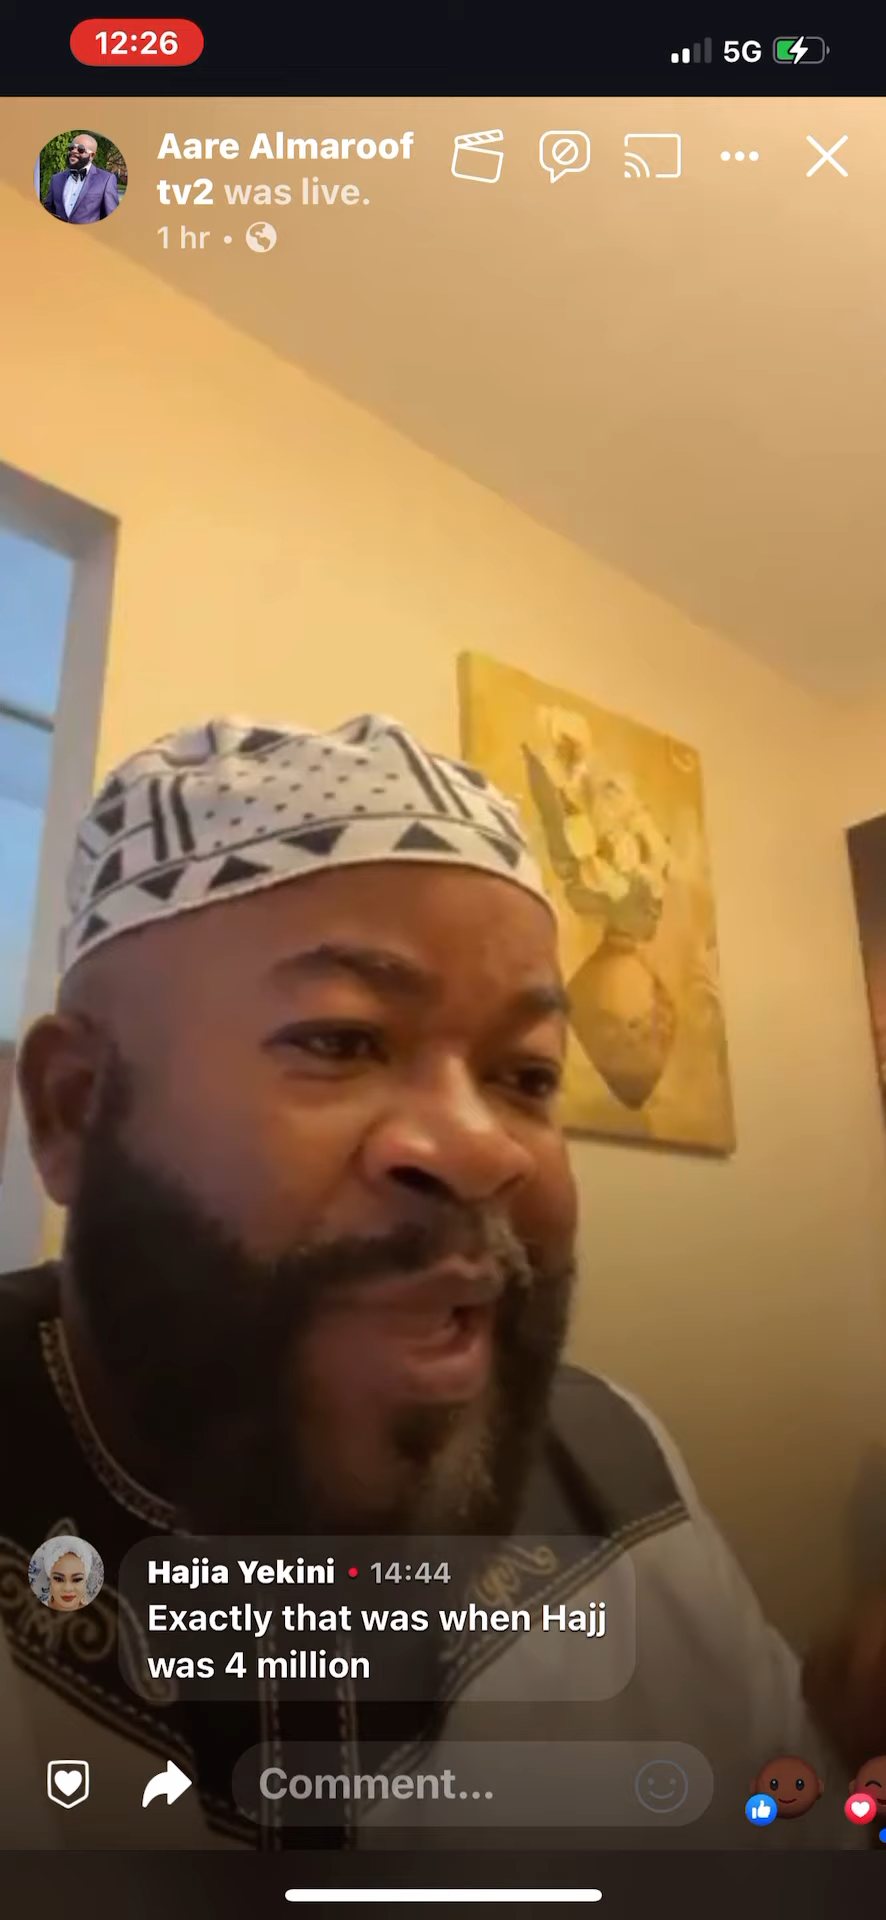 12:26
5G
Aare Almaroof
tv2 was live.
1 hr •
Hajia Yekini • 14:44
Exactly that was when Hajj
was 4 million
Comment...